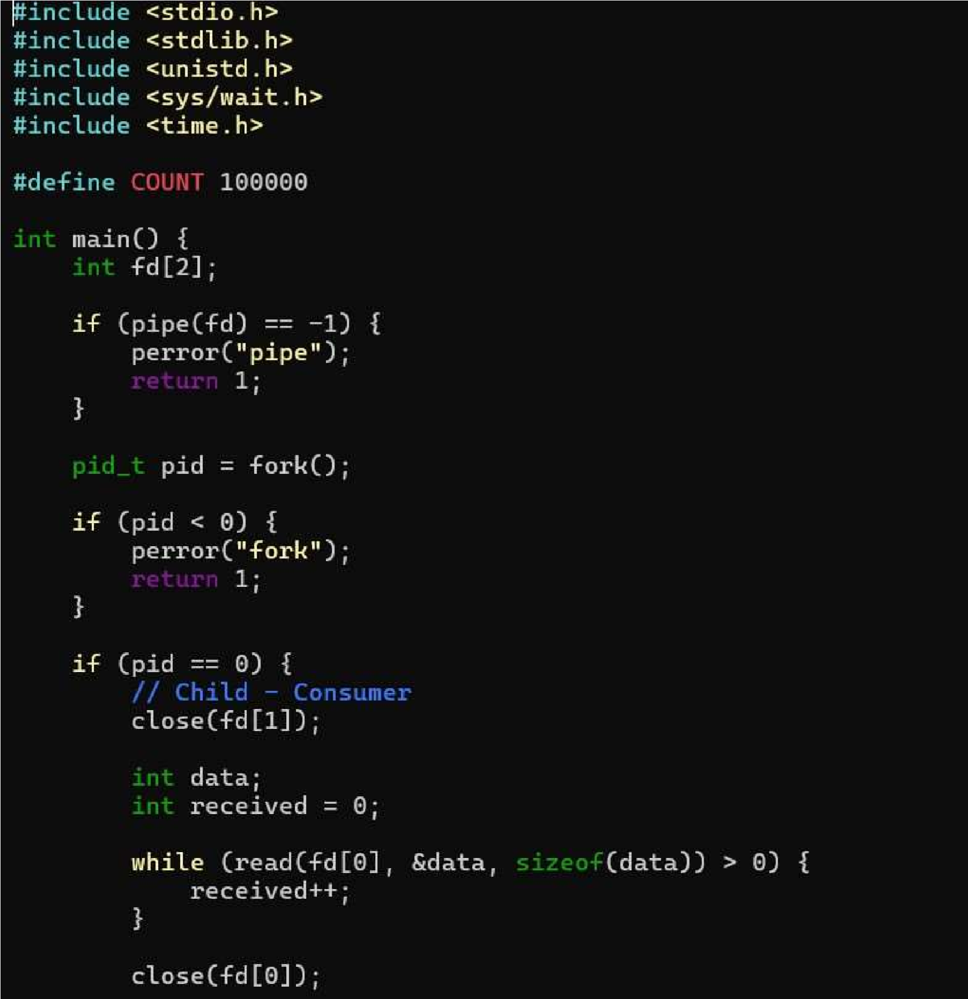 #include <stdio.h>
#include <stdlib.h>
#include <unistd.h>
#include <sys/wait.h>
#include <time.h>

#define COUNT 100000

int main() {
    int fd[2];

    if (pipe(fd) == -1) {
        perror("pipe");
        return 1;
    }

    pid_t pid = fork();

    if (pid < 0) {
        perror("fork");
        return 1;
    }

    if (pid == 0) {
        // Child - Consumer
        close(fd[1]);

        int data;
        int received = 0;

        while (read(fd[0], &data, sizeof(data)) > 0) {
            received++;
        }

        close(fd[0]);